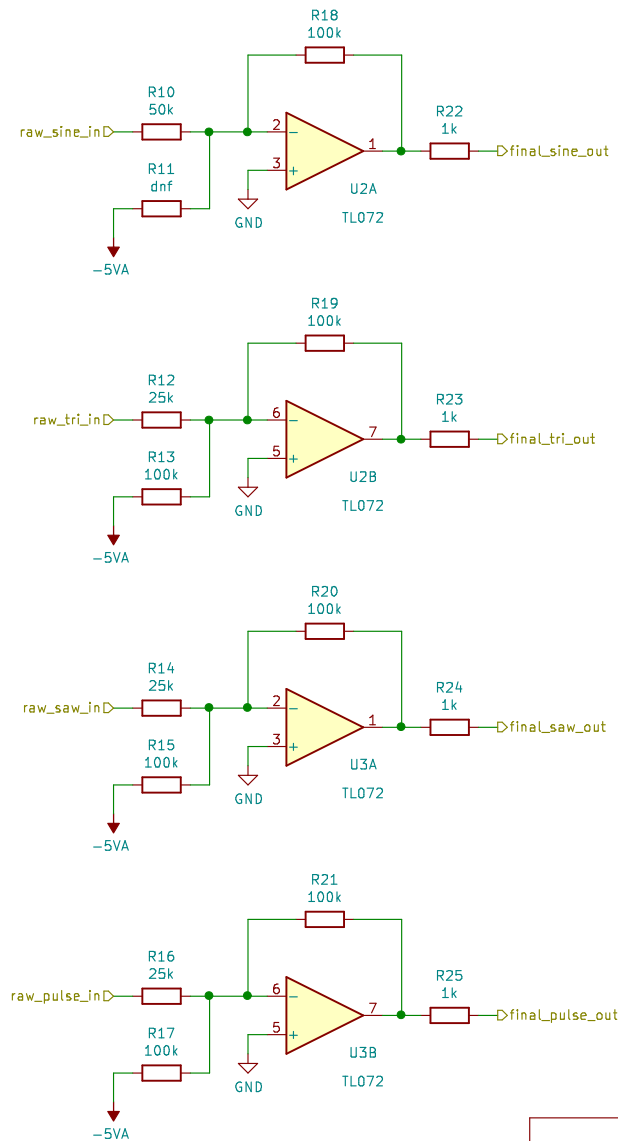 R18
100k
R10
50k
raw_sine_in
2
−
1
R22
1k
final_sine_out
3
+
R11
dnf
U2A
TL072
GND
−5VA
R19
100k
R12
25k
raw_tri_in
6
−
7
R23
1k
final_tri_out
5
+
R13
100k
U2B
TL072
GND
−5VA
R20
100k
R14
25k
raw_saw_in
2
−
1
R24
1k
final_saw_out
3
+
R15
100k
U3A
TL072
GND
−5VA
R21
100k
R16
25k
raw_pulse_in
6
−
7
R25
1k
final_pulse_out
5
+
R17
100k
U3B
TL072
GND
−5VA